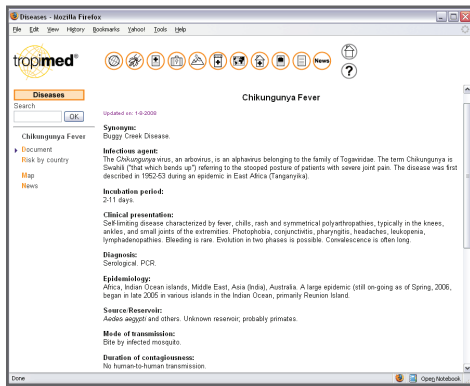 Diseases - Mozilla Firefox
File Edit View History Bookmarks Yahoo! Tools Help
tropimed®
News
?
Diseases
Search
OK
Chikungunya Fever
Document
Risk by country
Map
News
Chikungunya Fever
Updated on: 1-8-2008
Synonym:
Buggy Creek Disease.
Infectious agent:
The Chikungunya virus, an arbovirus, is an alphavirus belonging to the family of Togaviridae. The term Chikungunya is
Swahili ("that which bends up") referring to the stooped posture of patients with severe joint pain. The disease was first
described in 1952-53 during an epidemic in East Africa (Tanganyika).
Incubation period:
2-11 days.
Clinical presentation:
Self-limiting disease characterized by fever, chills, rash and symmetrical polyarthropathies, typically in the knees,
ankles, and small joints of the extremities. Photophobia, conjunctivis, pharyngitis, headaches, leukopenia,
lymphadenopathies. Bleeding is rare. Evolution in two phases is possible. Convalescence is often long.
Diagnosis:
Serological. PCR.
Epidemiology:
Africa, Indian Ocean islands, Middle East, Asia (India), Australia. A large epidemic (still on-going as of Spring, 2006,
began in late 2005 in various islands in the Indian Ocean, primarily Reunion Island.
Source/Reservoir:
Aedes aegypti and others. Unknown reservoir; probably primates.
Mode of transmission:
Bite by infected mosquito.
Duration of contagiousness:
No human-to-human transmission.
Done
Open Notebook